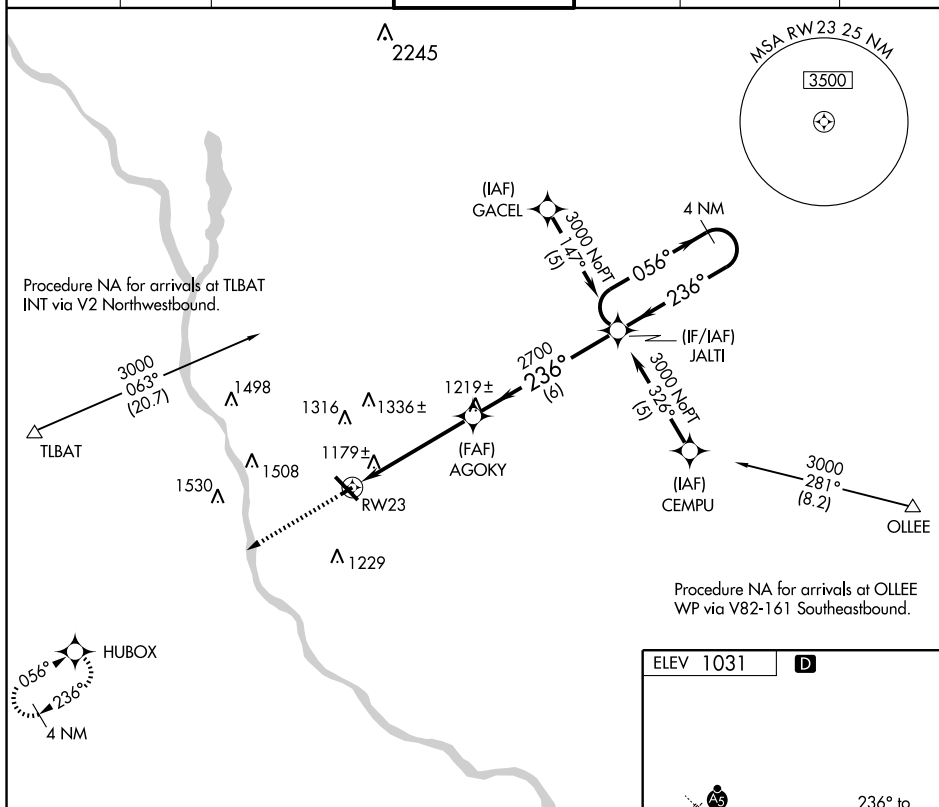 2245
MSA RW23 25 NM
3500
(IAF)
GACEL
3000 NoPT
147°
(5)
4 NM
056°
236°
(IF/IAF)
JALTI
Procedure NA for arrivals at TLBAT
INT via V2 Northwestbound.
3000
063°
(20.7)
TLBAT
2700
236°
(6)
3000 NoPT
326°
(5)
1498
1316
1336±
1219±
1179±
1508
1530
(FAF)
AGOKY
RW23
(IAF)
CEMPU
3000
281°
(8.2)
OLLEE
1229
Procedure NA for arrivals at OLLEE
WP via V82-161 Southeastbound.
HUBOX
056°
236°
4 NM
ELEV 1031
D
A5
236° to